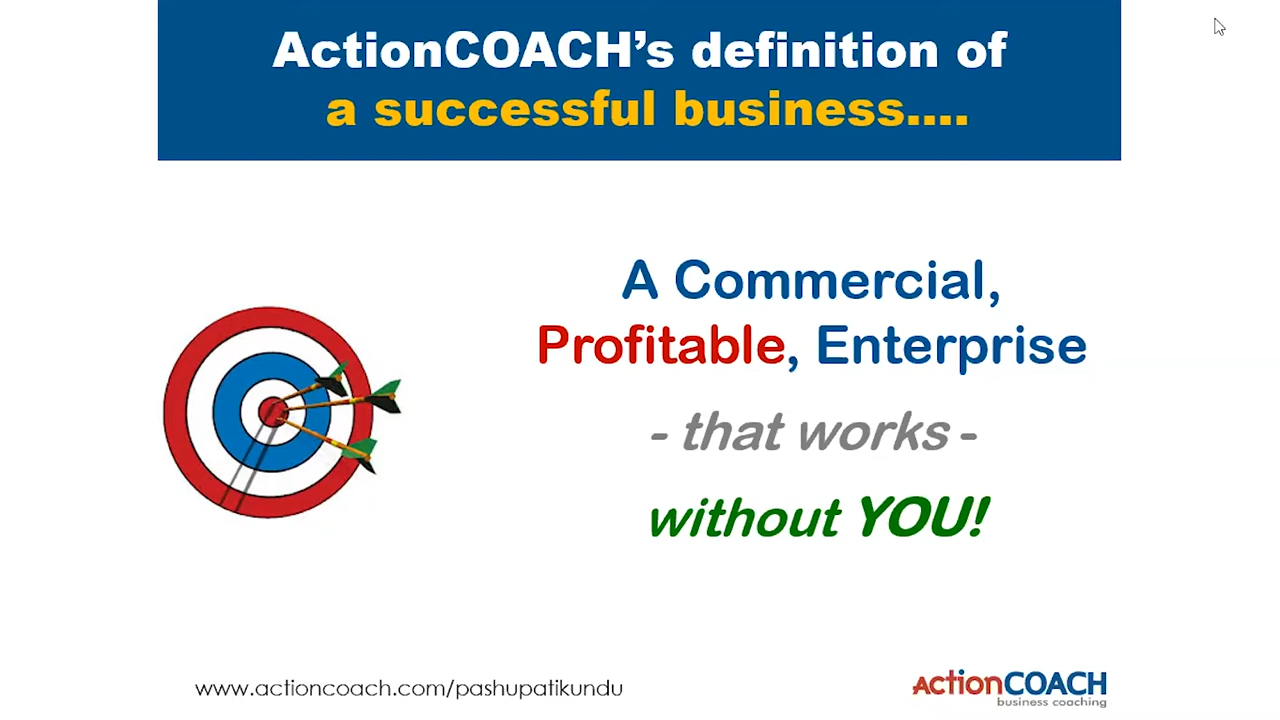 ActionCOACH’s definition of
a successful business....
A Commercial,
Profitable, Enterprise
- that works -
without YOU!
www.actioncoach.com/pashupatikundu
ActionCOACH
business coaching